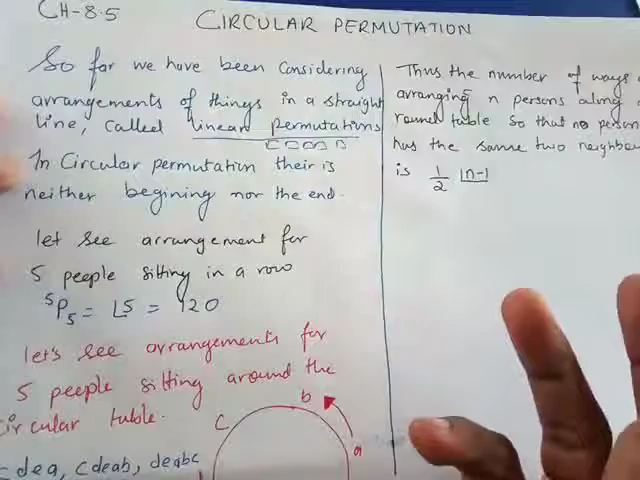 CH-8.5
CIRCULAR PERMUTATION
So far we have been Considering
arrangements of things in a straight
line, called linear permutations
In Circular permutation their is
neither begining nor the end.
let see arrangement for
5 peeple sitting in a row
⁵P₅ = ⌊5 = 120
let's see arrangements for
5 peeple sitting around the
Circular table.
c dea, cdeab, deabc
C
b
a
Thus the number of ways
arranging n persons along
round table So that no person
has the same two neighbou
is 1/2 ⌊n-1